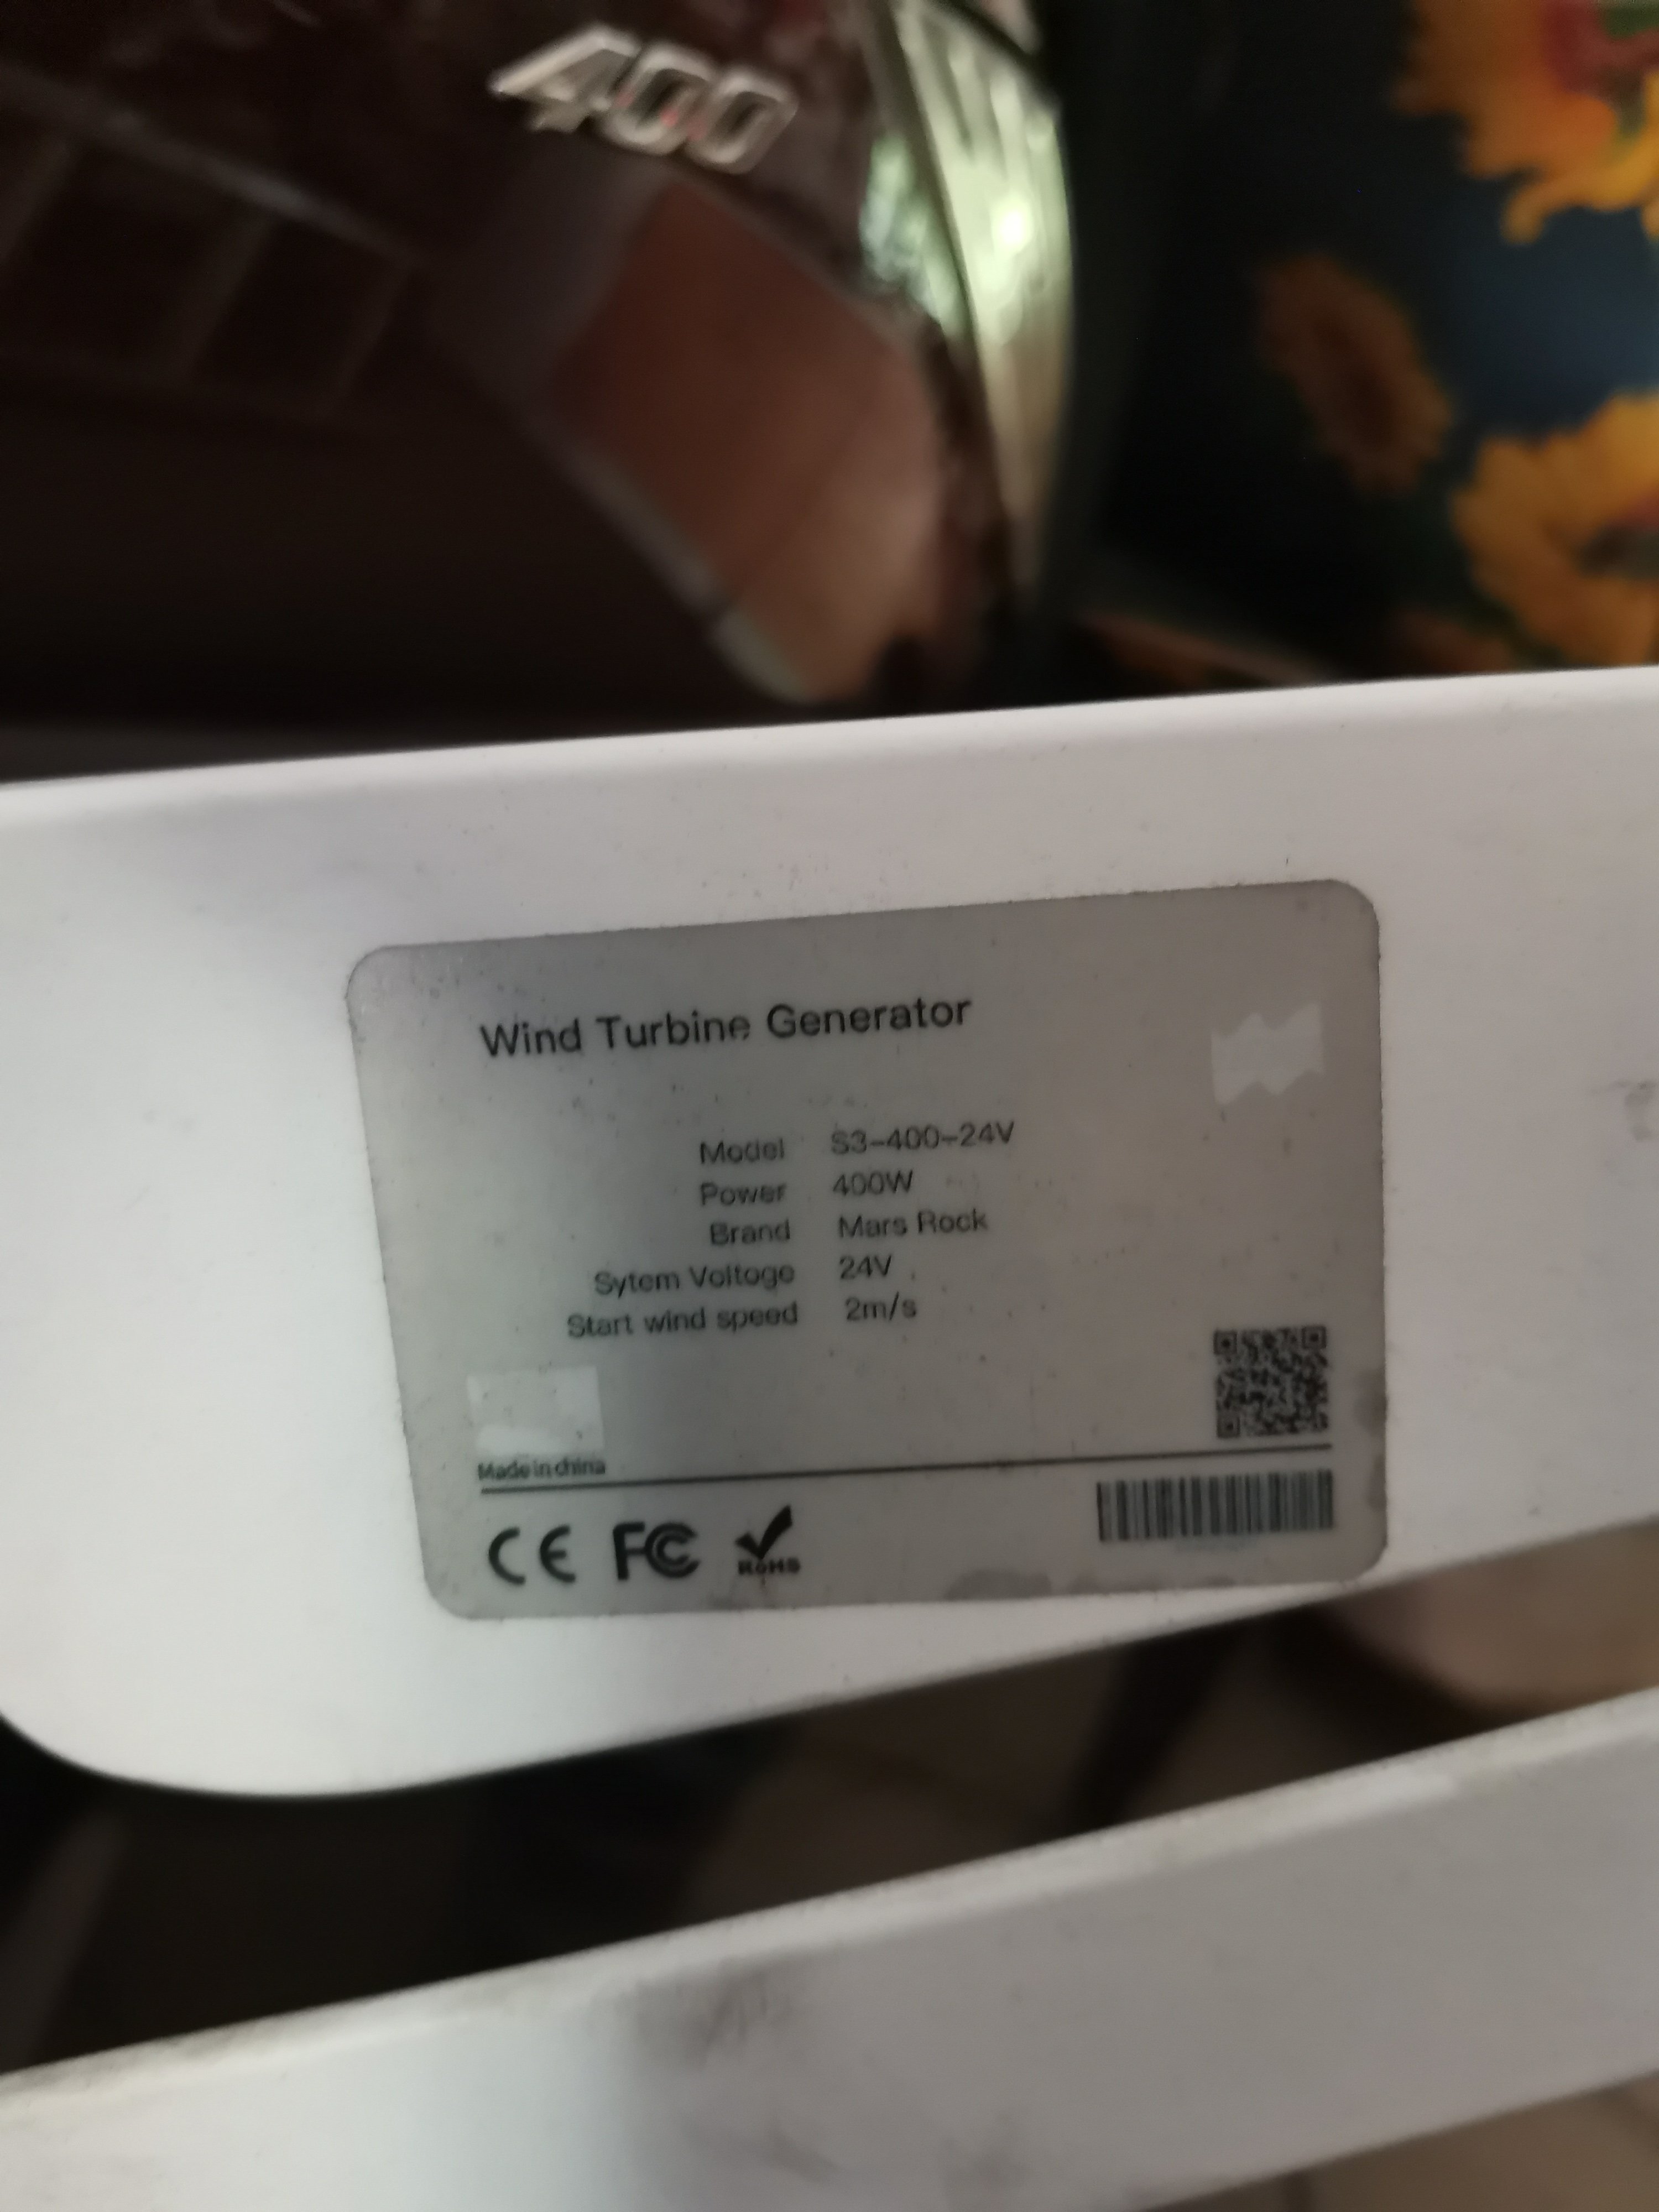 400
Wind Turbine Generator
Model S3-400-24V
Power 400W
Brand Mars Rock
Sytem Voltoge 24V
Start wind speed 2m/s
Made in china
CE FC RoHS